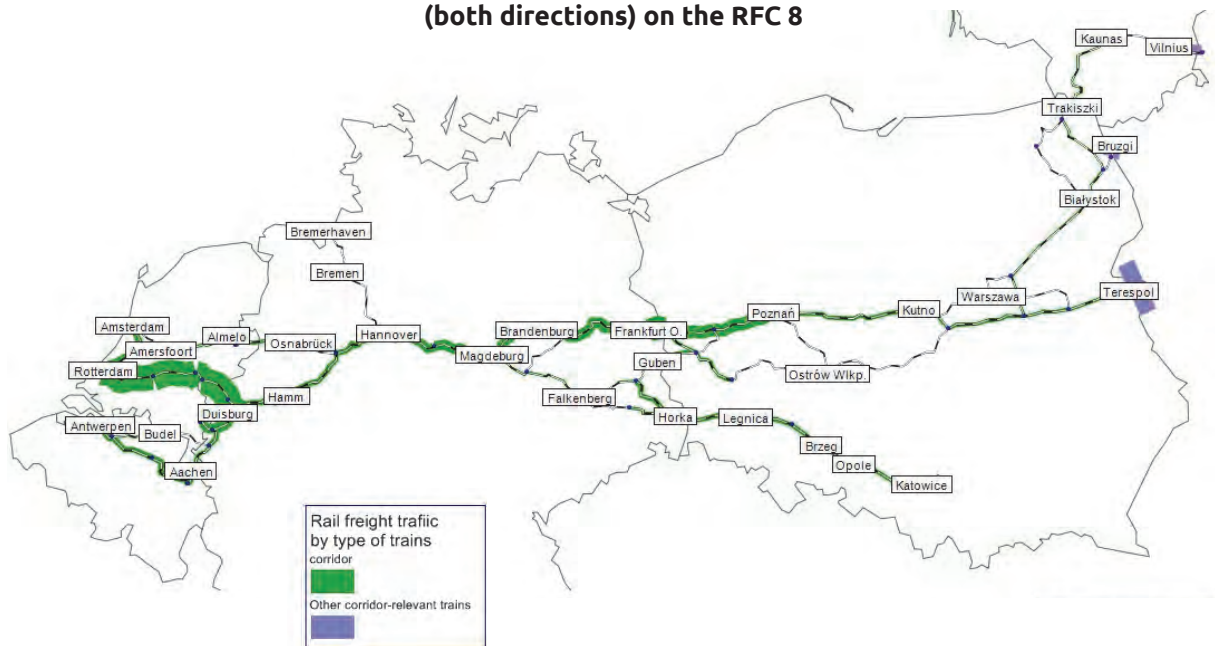 (both directions) on the RFC 8
Kaunas
Vilnius
Trakiszki
Bruzgi
Białystok
Bremerhaven
Bremen
Terespol
Warszawa
Kutno
Poznań
Amsterdam
Almelo
Hannover
Brandenburg
Frankfurt O.
Osnabrück
Amersfoort
Magdeburg
Guben
Rotterdam
Ostrów Wlkp.
Hamm
Falkenberg
Duisburg
Horka
Legnica
Antwerpen
Budel
Brzeg
Aachen
Opole
Katowice
Rail freight trafiic
by type of trains
corridor
Other corridor-relevant trains